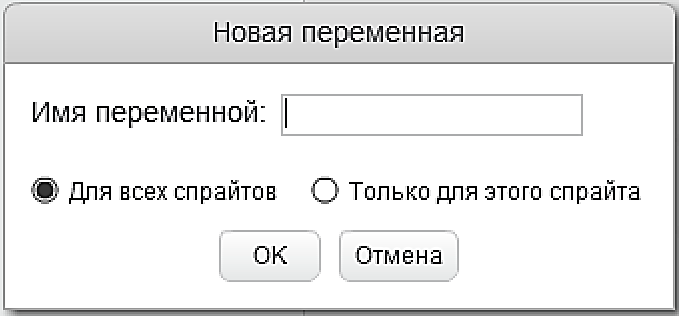 Новая переменная
Имя переменной:
Для всех спрайтов Только для этого спрайта
OK Отмена